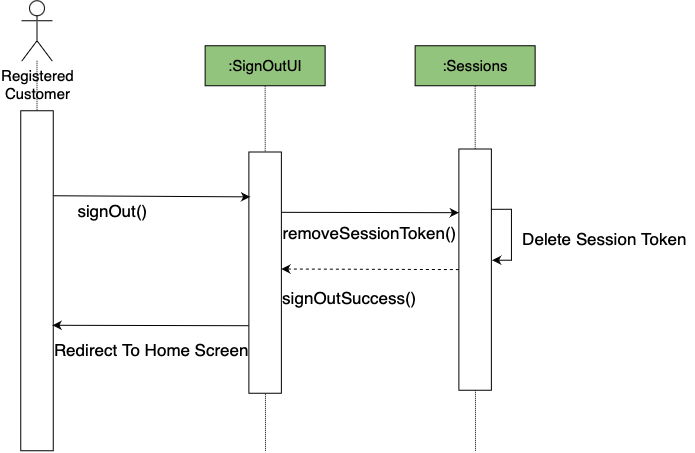 :SignOutUI
:Sessions
Registered
Customer
signOut()
removeSessionToken()
Delete Session Token
signOutSuccess()
Redirect To Home Screen